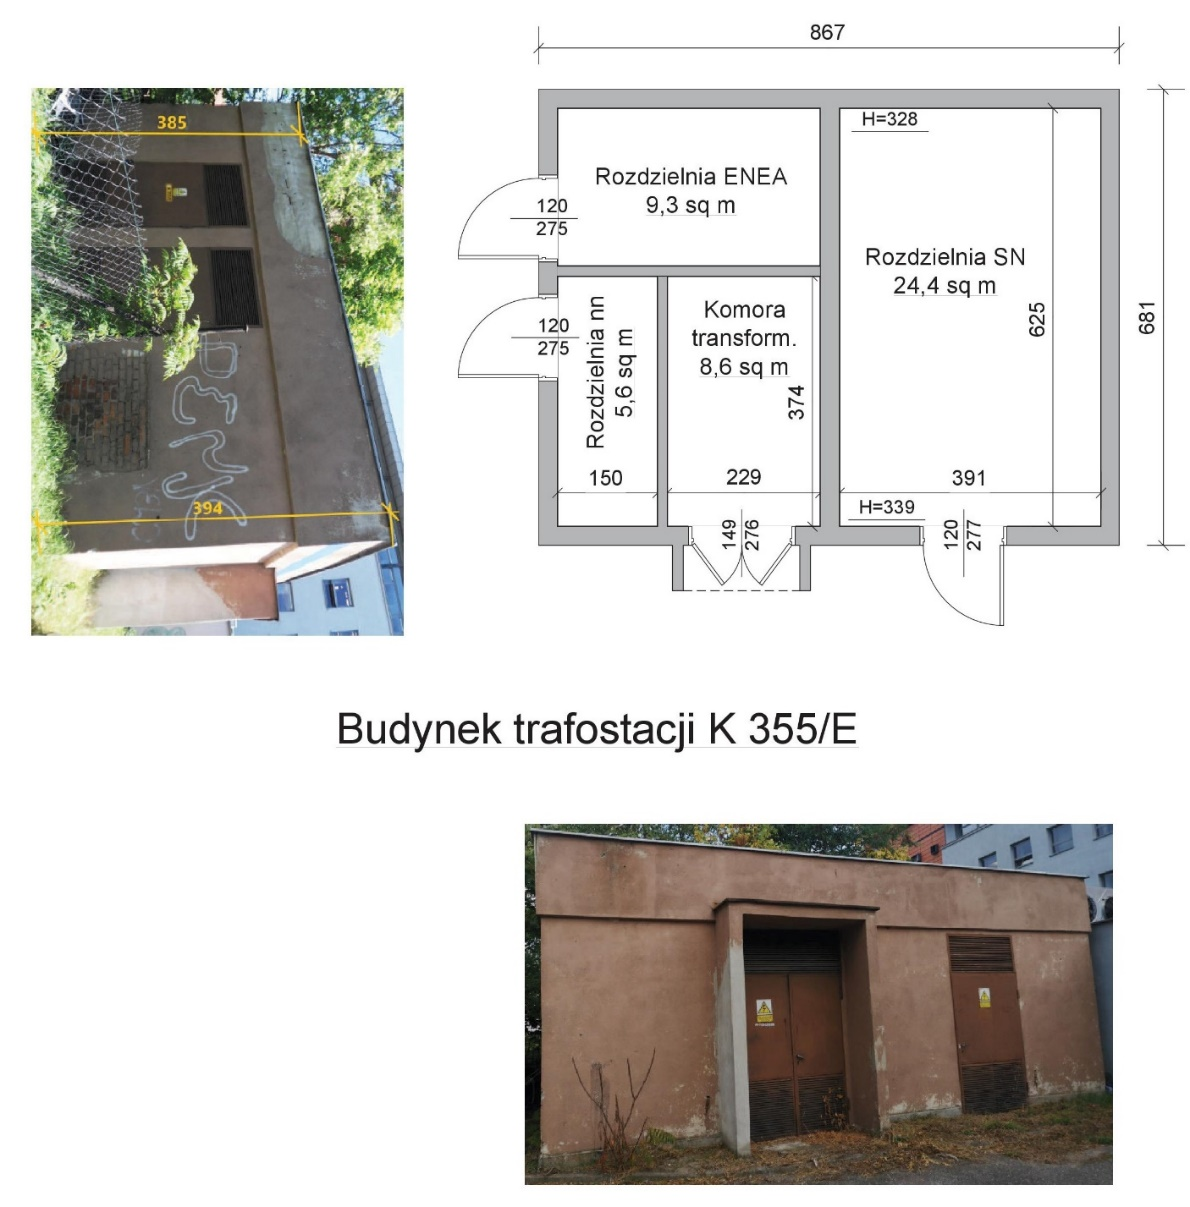 867
385
H=328
Rozdzielnia ENEA
9,3 sq m
120
275
Rozdzielnia SN
24,4 sq m
625
681
Rozdzielnia nn
5,6 sq m
Komora
transform.
8,6 sq m
120
275
374
150
229
391
394
H=339
149
276
120
277
Budynek trafostacji K 355/E